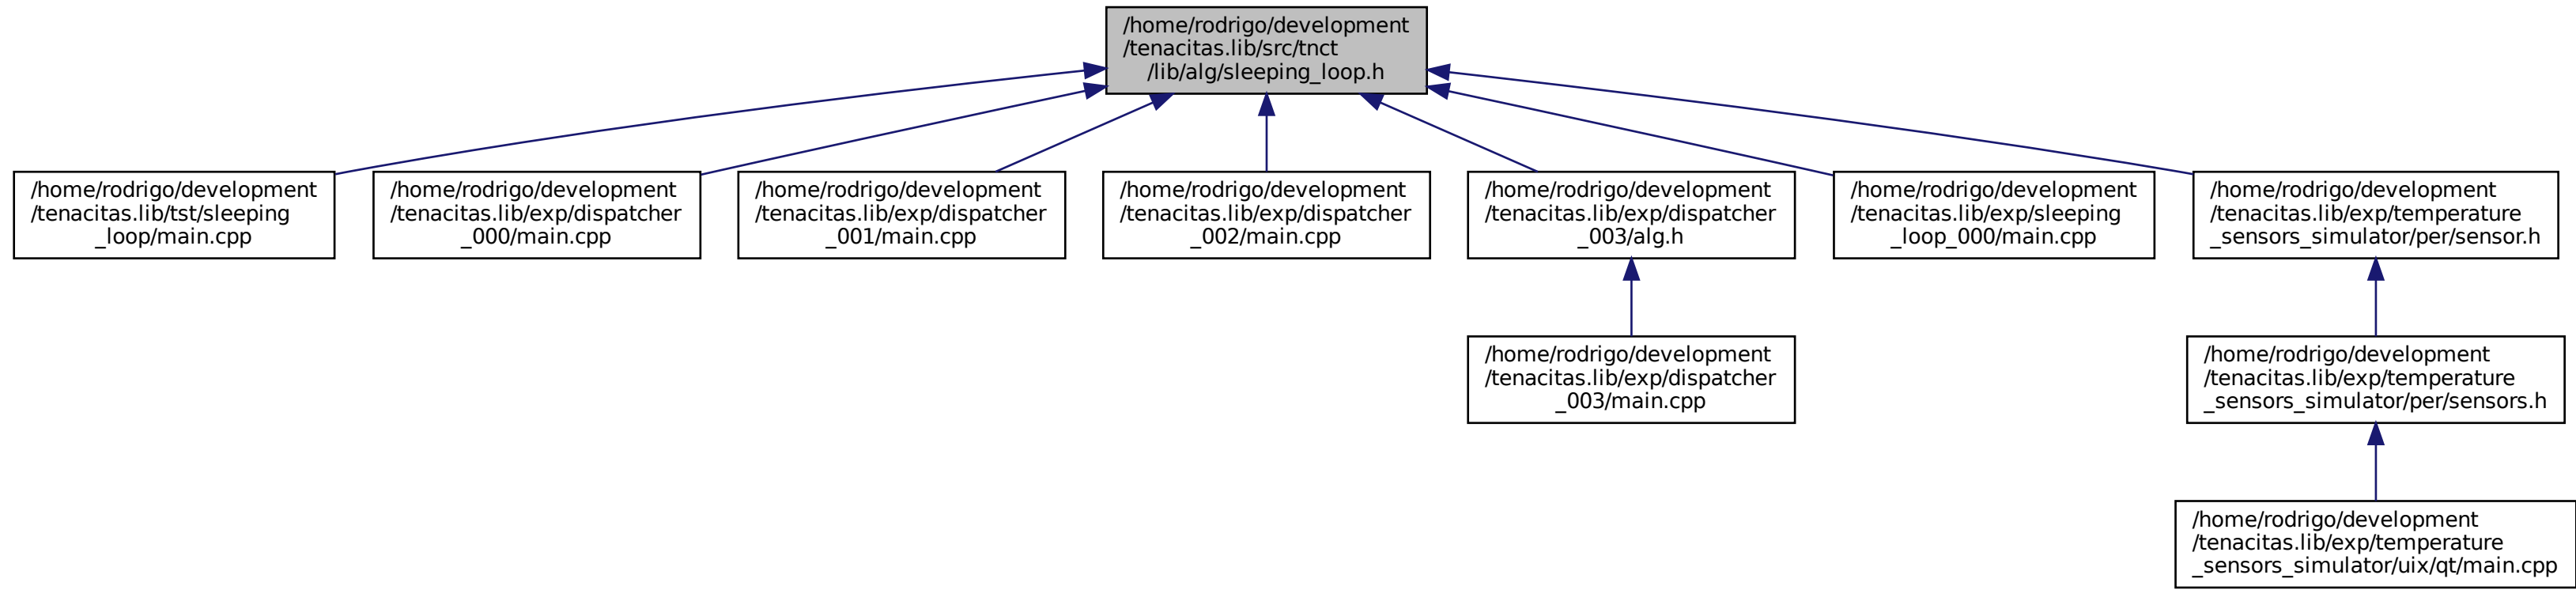 /home/rodrigo/development
/tenacitas.lib/src/tnct
/lib/alg/sleeping_loop.h
/home/rodrigo/development
/tenacitas.lib/tst/sleeping
_loop/main.cpp
/home/rodrigo/development
/tenacitas.lib/exp/dispatcher
_000/main.cpp
/home/rodrigo/development
/tenacitas.lib/exp/dispatcher
_001/main.cpp
/home/rodrigo/development
/tenacitas.lib/exp/dispatcher
_002/main.cpp
/home/rodrigo/development
/tenacitas.lib/exp/dispatcher
_003/alg.h
/home/rodrigo/development
/tenacitas.lib/exp/sleeping
_loop_000/main.cpp
/home/rodrigo/development
/tenacitas.lib/exp/temperature
_sensors_simulator/per/sensor.h
/home/rodrigo/development
/tenacitas.lib/exp/dispatcher
_003/main.cpp
/home/rodrigo/development
/tenacitas.lib/exp/temperature
_sensors_simulator/per/sensors.h
/home/rodrigo/development
/tenacitas.lib/exp/temperature
_sensors_simulator/uix/qt/main.cpp